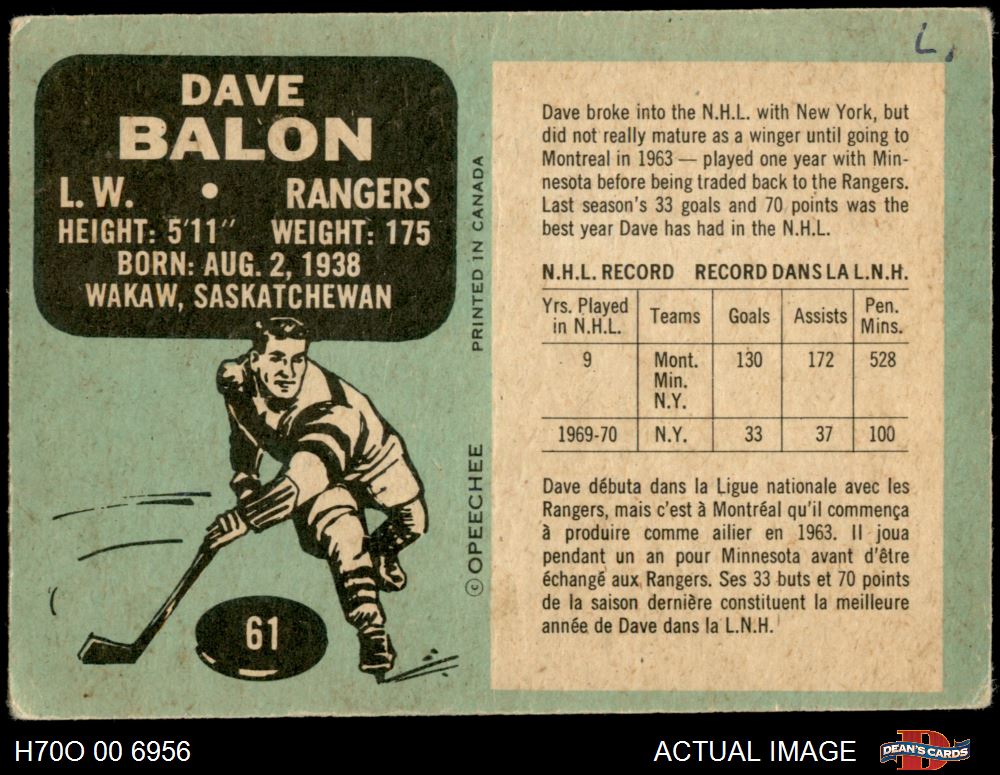 DAVE
BALON
L. W. • RANGERS
HEIGHT: 5'11" WEIGHT: 175
BORN: AUG. 2, 1938
WAKAW, SASKATCHEWAN
PRINTED IN CANADA
© OPEECHEE
61
L.
Dave broke into the N.H.L. with New York, but
did not really mature as a winger until going to
Montreal in 1963 — played one year with Min-
nesota before being traded back to the Rangers.
Last season's 33 goals and 70 points was the
best year Dave has had in the N.H.L.
N.H.L. RECORD RECORD DANS LA L.N.H.
Yrs. Played in N.H.L. Teams Goals Assists Pen. Mins.
9 Mont. 130 172 528
Min.
N.Y.
1969-70 N.Y. 33 37 100
Dave débuta dans la Ligue nationale avec les
Rangers, mais c'est à Montréal qu'il commença
à produire comme ailier en 1963. Il joua
pendant un an pour Minnesota avant d'être
échangé aux Rangers. Ses 33 buts et 70 points
de la saison dernière constituent la meilleure
année de Dave dans la L.N.H.
H70O 00 6956
ACTUAL IMAGE
DEAN'S CARDS